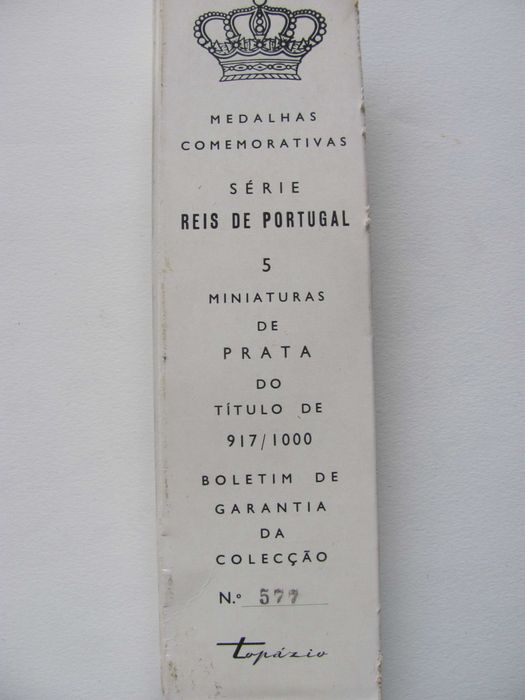 MEDALHAS
COMEMORATIVAS
SÉRIE
REIS DE PORTUGAL
5
MINIATURAS
DE
PRATA
DO
TÍTULO DE
917/1000
BOLETIM DE
GARANTIA
DA
COLECÇÃO
N.º 577
Topázio